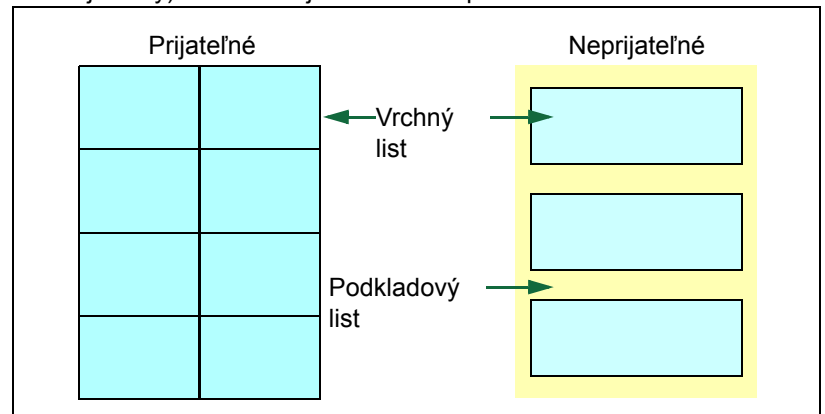 Prijateľné
Neprijateľné
Vrchný
list
Podkladový
list